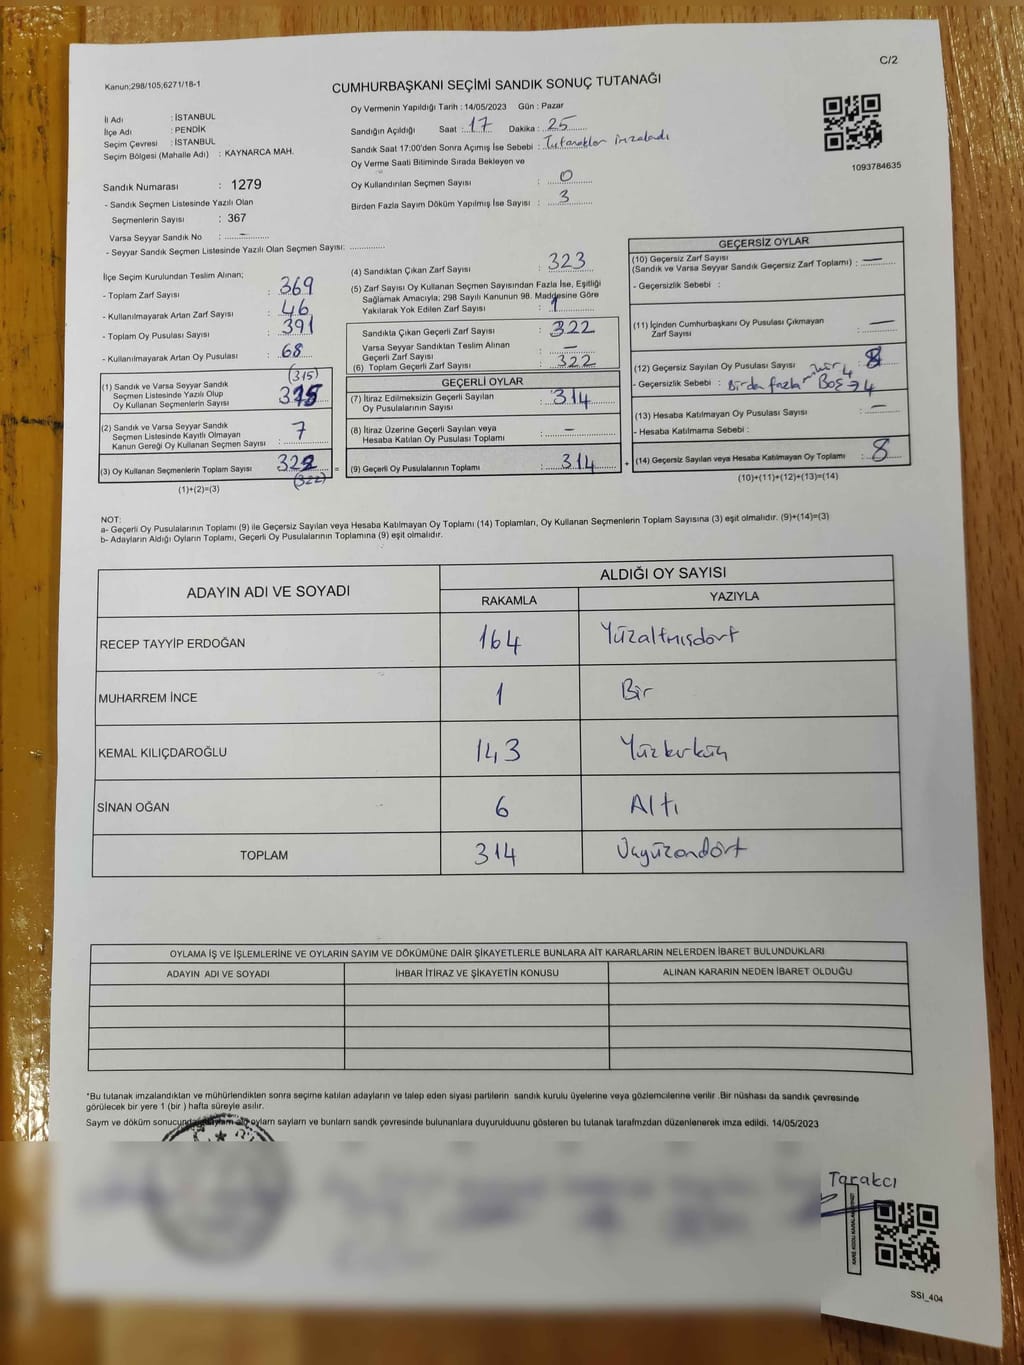 C/2
Kanun;298/105;6271/18-1
CUMHURBAŞKANI SEÇİMİ SANDIK SONUÇ TUTANAĞI
Oy Vermenin Yapıldığı Tarih : 14/05/2023 Gün : Pazar
İl Adı : İSTANBUL
İlçe Adı : PENDİK
Seçim Çevresi : İSTANBUL
Seçim Bölgesi (Mahalle Adı) : KAYNARCA MAH.
Sandığın Açıldığı Saat : 17 Dakika : 25
Sandık Saat 17:00'den Sonra Açımış İse Sebebi : Tutanaklar imzalandı
Oy Verme Saati Bitiminde Sırada Bekleyen ve
Oy Kullandırılan Seçmen Sayısı : 0
Birden Fazla Sayım Döküm Yapılmış İse Sayısı : 3
1093784635
Sandık Numarası : 1279
- Sandık Seçmen Listesinde Yazılı Olan
Seçmenlerin Sayısı : 367
Varsa Seyyar Sandık No : –
- Seyyar Sandık Seçmen Listesinde Yazılı Olan Seçmen Sayısı:
İlçe Seçim Kurulundan Teslim Alınan;
- Toplam Zarf Sayısı : 369
- Kullanılmayarak Artan Zarf Sayısı : 46
- Toplam Oy Pusulası Sayısı : 391
- Kullanılmayarak Artan Oy Pusulası : 68
(1) Sandık ve Varsa Seyyar Sandık
Seçmen Listesinde Yazılı Olup
Oy Kullanan Seçmenlerin Sayısı : 315
(315)
(2) Sandık ve Varsa Seyyar Sandık
Seçmen Listesinde Kayıtlı Olmayan
Kanun Gereği Oy Kullanan Seçmen Sayısı : 7
(3) Oy Kullanan Seçmenlerin Toplam Sayısı : 322 =
(322)
(1)+(2)=(3)
(4) Sandıktan Çıkan Zarf Sayısı : 323
(5) Zarf Sayısı Oy Kullanan Seçmen Sayısından Fazla İse, Eşitliği
Sağlamak Amacıyla; 298 Sayılı Kanunun 98. Maddesine Göre
Yakılarak Yok Edilen Zarf Sayısı : 1
Sandıkta Çıkan Geçerli Zarf Sayısı : 322
Varsa Seyyar Sandıktan Teslim Alınan
Geçerli Zarf Sayısı : –
(6) Toplam Geçerli Zarf Sayısı : 322
GEÇERLİ OYLAR
(7) İtiraz Edilmeksizin Geçerli Sayılan
Oy Pusulalarının Sayısı : 314
(8) İtiraz Üzerine Geçerli Sayılan veya
Hesaba Katılan Oy Pusulası Toplamı : –
(9) Geçerli Oy Pusulalarının Toplamı : 314 +
GEÇERSİZ OYLAR
(10) Geçersiz Zarf Sayısı
(Sandık ve Varsa Seyyar Sandık Geçersiz Zarf Toplamı) : –
- Geçersizlik Sebebi :
(11) İçinden Cumhurbaşkanı Oy Pusulası Çıkmayan
Zarf Sayısı : –
(12) Geçersiz Sayılan Oy Pusulası Sayısı : 8
- Geçersizlik Sebebi : Birden fazla mühür 4 Boş → 4
(13) Hesaba Katılmayan Oy Pusulası Sayısı : –
- Hesaba Katılmama Sebebi :
(14) Geçersiz Sayılan veya Hesaba Katılmayan Oy Toplamı : 8
(10)+(11)+(12)+(13)=(14)
NOT:
a- Geçerli Oy Pusulalarının Toplamı (9) ile Geçersiz Sayılan veya Hesaba Katılmayan Oy Toplamı (14) Toplamları, Oy Kullanan Seçmenlerin Toplam Sayısına (3) eşit olmalıdır. (9)+(14)=(3)
b- Adayların Aldığı Oyların Toplamı, Geçerli Oy Pusulalarının Toplamına (9) eşit olmalıdır.
ADAYIN ADI VE SOYADI
ALDIĞI OY SAYISI
RAKAMLA YAZIYLA
RECEP TAYYİP ERDOĞAN 164 Yüzaltmışdört
MUHARREM İNCE 1 Bir
KEMAL KILIÇDAROĞLU 143 Yüzkırküç
SİNAN OĞAN 6 Altı
TOPLAM 314 Üçyüzondört
OYLAMA İŞ VE İŞLEMLERİNE VE OYLARIN SAYIM VE DÖKÜMÜNE DAİR ŞİKAYETLERLE BUNLARA AİT KARARLARIN NELERDEN İBARET BULUNDUKLARI
ADAYIN ADI VE SOYADI İHBAR İTİRAZ VE ŞİKAYETİN KONUSU ALINAN KARARIN NEDEN İBARET OLDUĞU
*Bu tutanak imzalandıktan ve mühürlendikten sonra seçime katılan adayların ve talep eden siyasi partilerin sandık kurulu üyelerine veya gözlemcilerine verilir .Bir nüshası da sandık çevresinde
görülecek bir yere 1 (bir ) hafta süreyle asılır.
Saym ve döküm sonucunda oylam saylarn ve bunlarn sandk çevresinde bulunanlara duyurulduunu gösteren bu tutanak tarafmzdan düzenlenerek imza edildi. 14/05/2023
Tarakcı
SSI_404